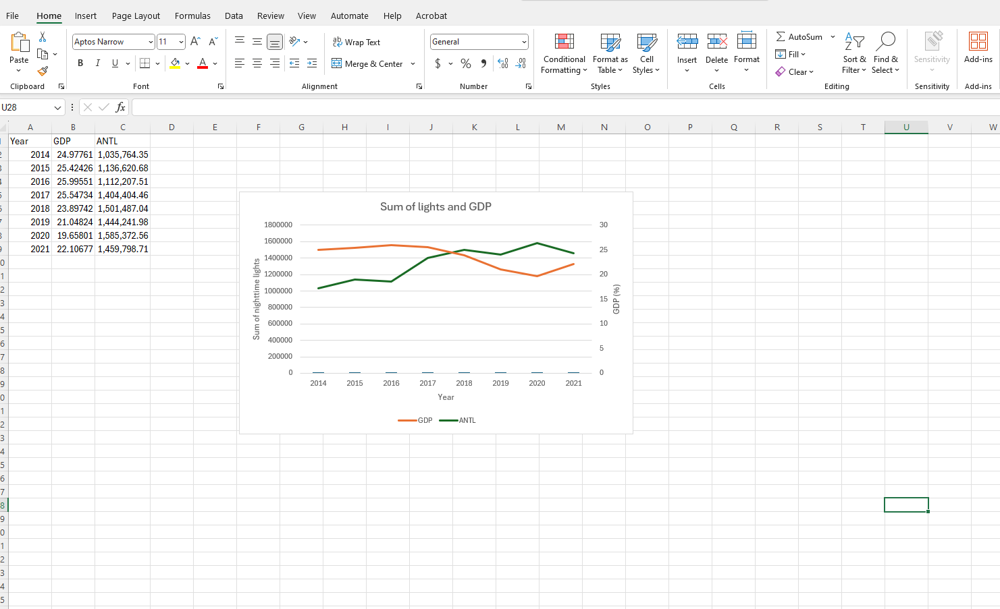 File Home Insert Page Layout Formulas Data Review View Automate Help Acrobat
Aptos Narrow 11 Wrap Text General AutoSum
Paste B I U Merge & Center $ % Conditional Formatting Format as Table Cell Styles Insert Delete Format Fill Clear Sort & Filter Find & Select Sensitivity Add-ins
Clipboard Font Alignment Number Styles Cells Editing Sensitivity Add-ins
U28 fx
A B C D E F G H I J K L M N O P Q R S T U V W
Year GDP ANTL
2014 24.97761 1,035,764.35
2015 25.42426 1,136,620.68
2016 25.99551 1,112,207.51
2017 25.54734 1,404,404.46
2018 23.89742 1,501,487.04
2019 21.04824 1,444,241.98
2020 19.65801 1,585,372.56
2021 22.10677 1,459,798.71
Sum of lights and GDP
1800000
1600000
1400000
1200000
1000000
800000
600000
400000
200000
0
Sum of nighttime lights
30
25
20
15
10
5
0
GDP (%)
2014 2015 2016 2017 2018 2019 2020 2021
Year
GDP ANTL